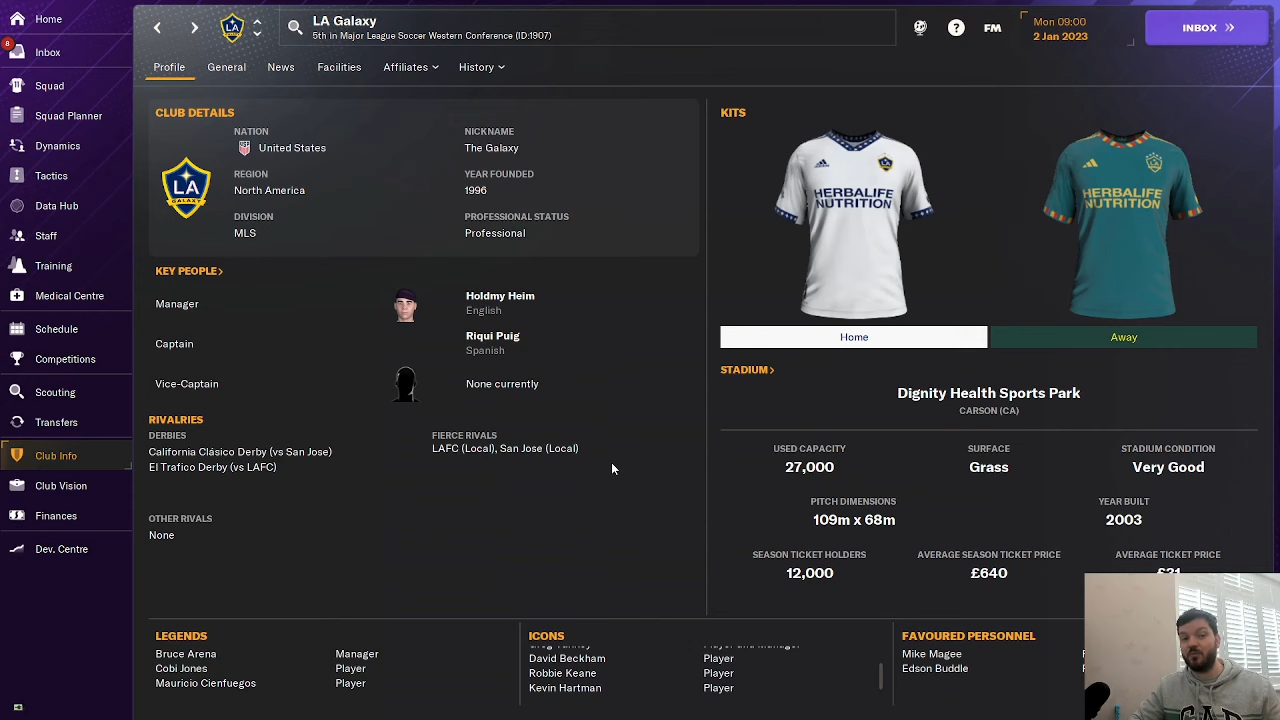 Home
8
Inbox
Squad
Squad Planner
Dynamics
Tactics
Data Hub
Staff
Training
Medical Centre
Schedule
Competitions
Scouting
Transfers
Club Info
Club Vision
Finances
Dev. Centre
LA Galaxy
5th in Major League Soccer Western Conference (ID:1907)
FM
Mon 09:00
2 Jan 2023
INBOX
Profile
General
News
Facilities
Affiliates
History
CLUB DETAILS
LA
GALAXY
NATION
United States
NICKNAME
The Galaxy
REGION
North America
YEAR FOUNDED
1996
DIVISION
MLS
PROFESSIONAL STATUS
Professional
KEY PEOPLE
Manager
Holdmy Heim
English
Captain
Riqui Puig
Spanish
Vice-Captain
None currently
RIVALRIES
DERBIES
California Clásico Derby (vs San Jose)
El Trafico Derby (vs LAFC)
FIERCE RIVALS
LAFC (Local), San Jose (Local)
OTHER RIVALS
None
KITS
HERBALIFE
NUTRITION
HERBALIFE
NUTRITION
Home
Away
STADIUM
Dignity Health Sports Park
CARSON (CA)
USED CAPACITY
27,000
SURFACE
Grass
STADIUM CONDITION
Very Good
PITCH DIMENSIONS
109m x 68m
YEAR BUILT
2003
SEASON TICKET HOLDERS
12,000
AVERAGE SEASON TICKET PRICE
£640
AVERAGE TICKET PRICE
£31
LEGENDS
Bruce Arena Manager
Cobi Jones Player
Mauricio Cienfuegos Player
ICONS
David Beckham Player
Robbie Keane Player
Kevin Hartman Player
FAVOURED PERSONNEL
Mike Magee
Edson Buddle